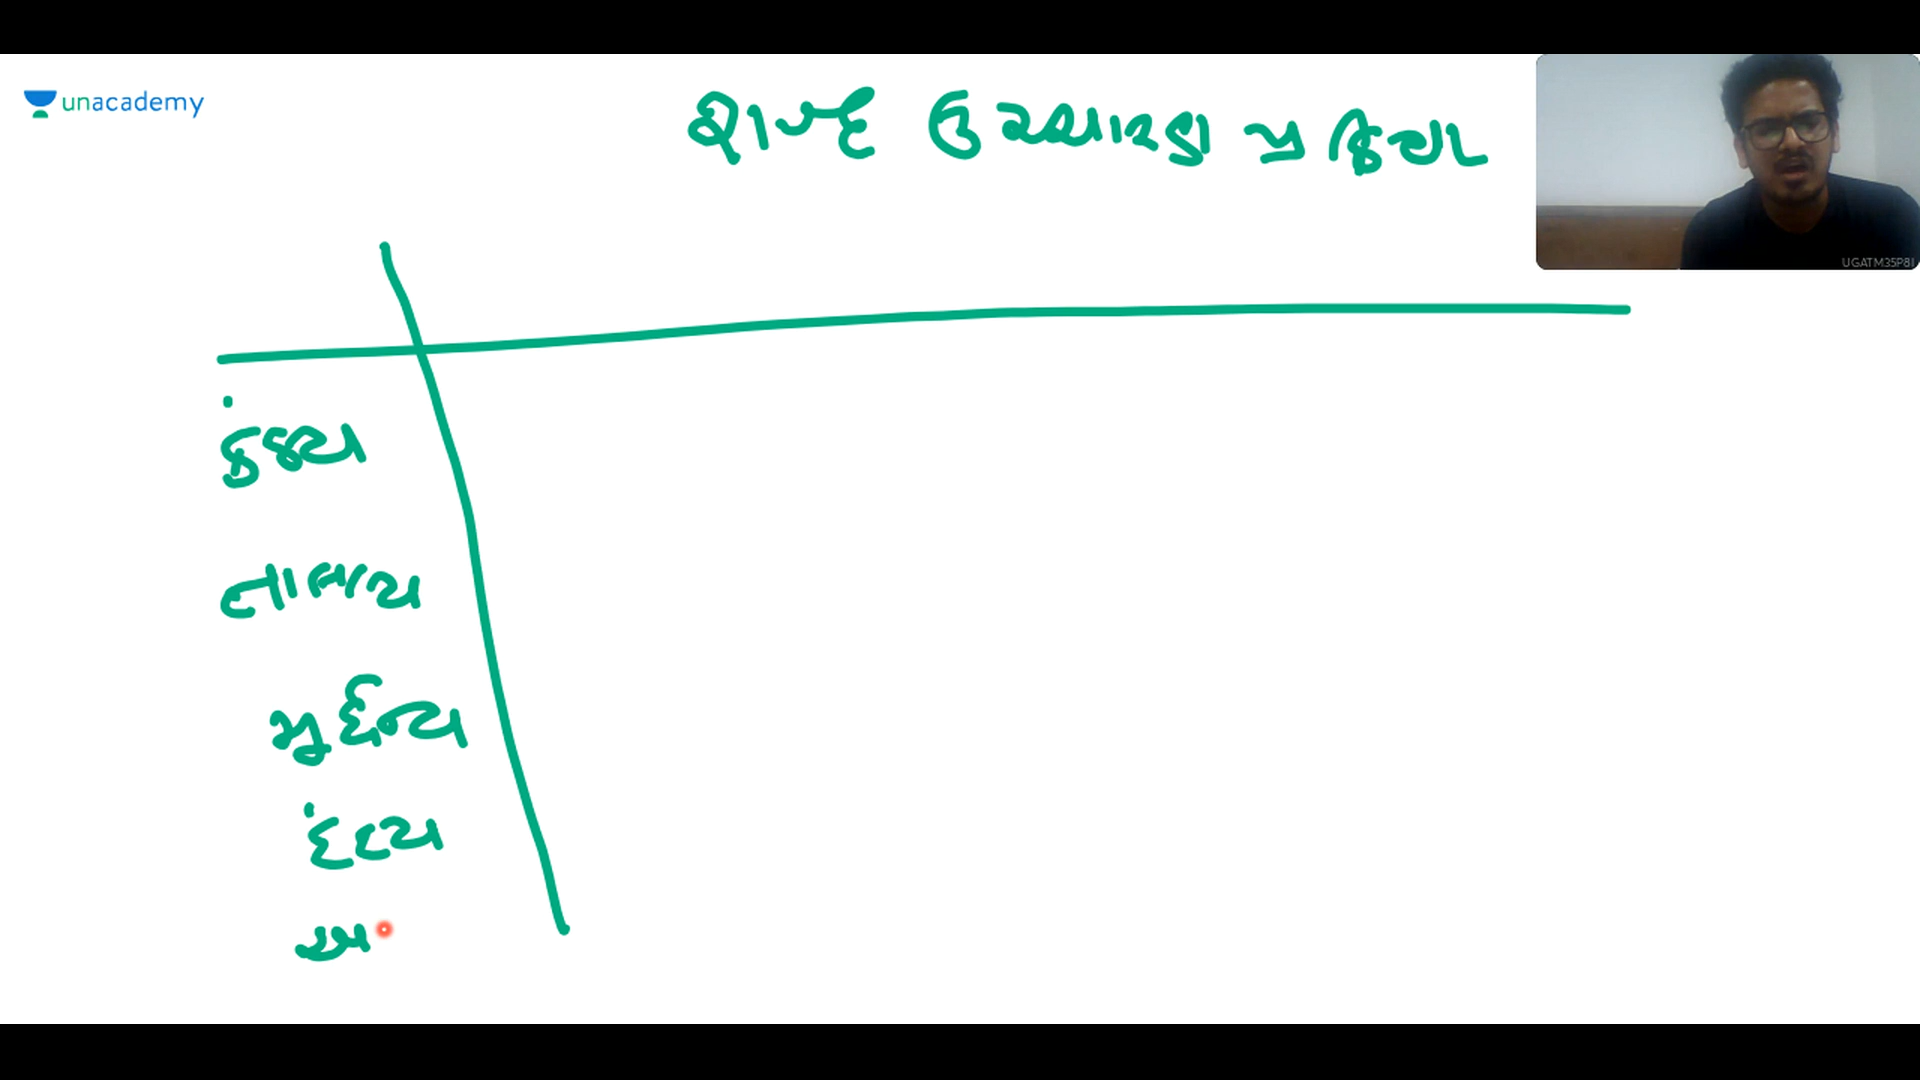 unacademy
શબ્દ ઉચ્ચારણ પ્રક્રિયા
UGATM35P8I
કંઠ્ય
તાલવ્ય
મૂર્દ્ધન્ય
દંત્ય